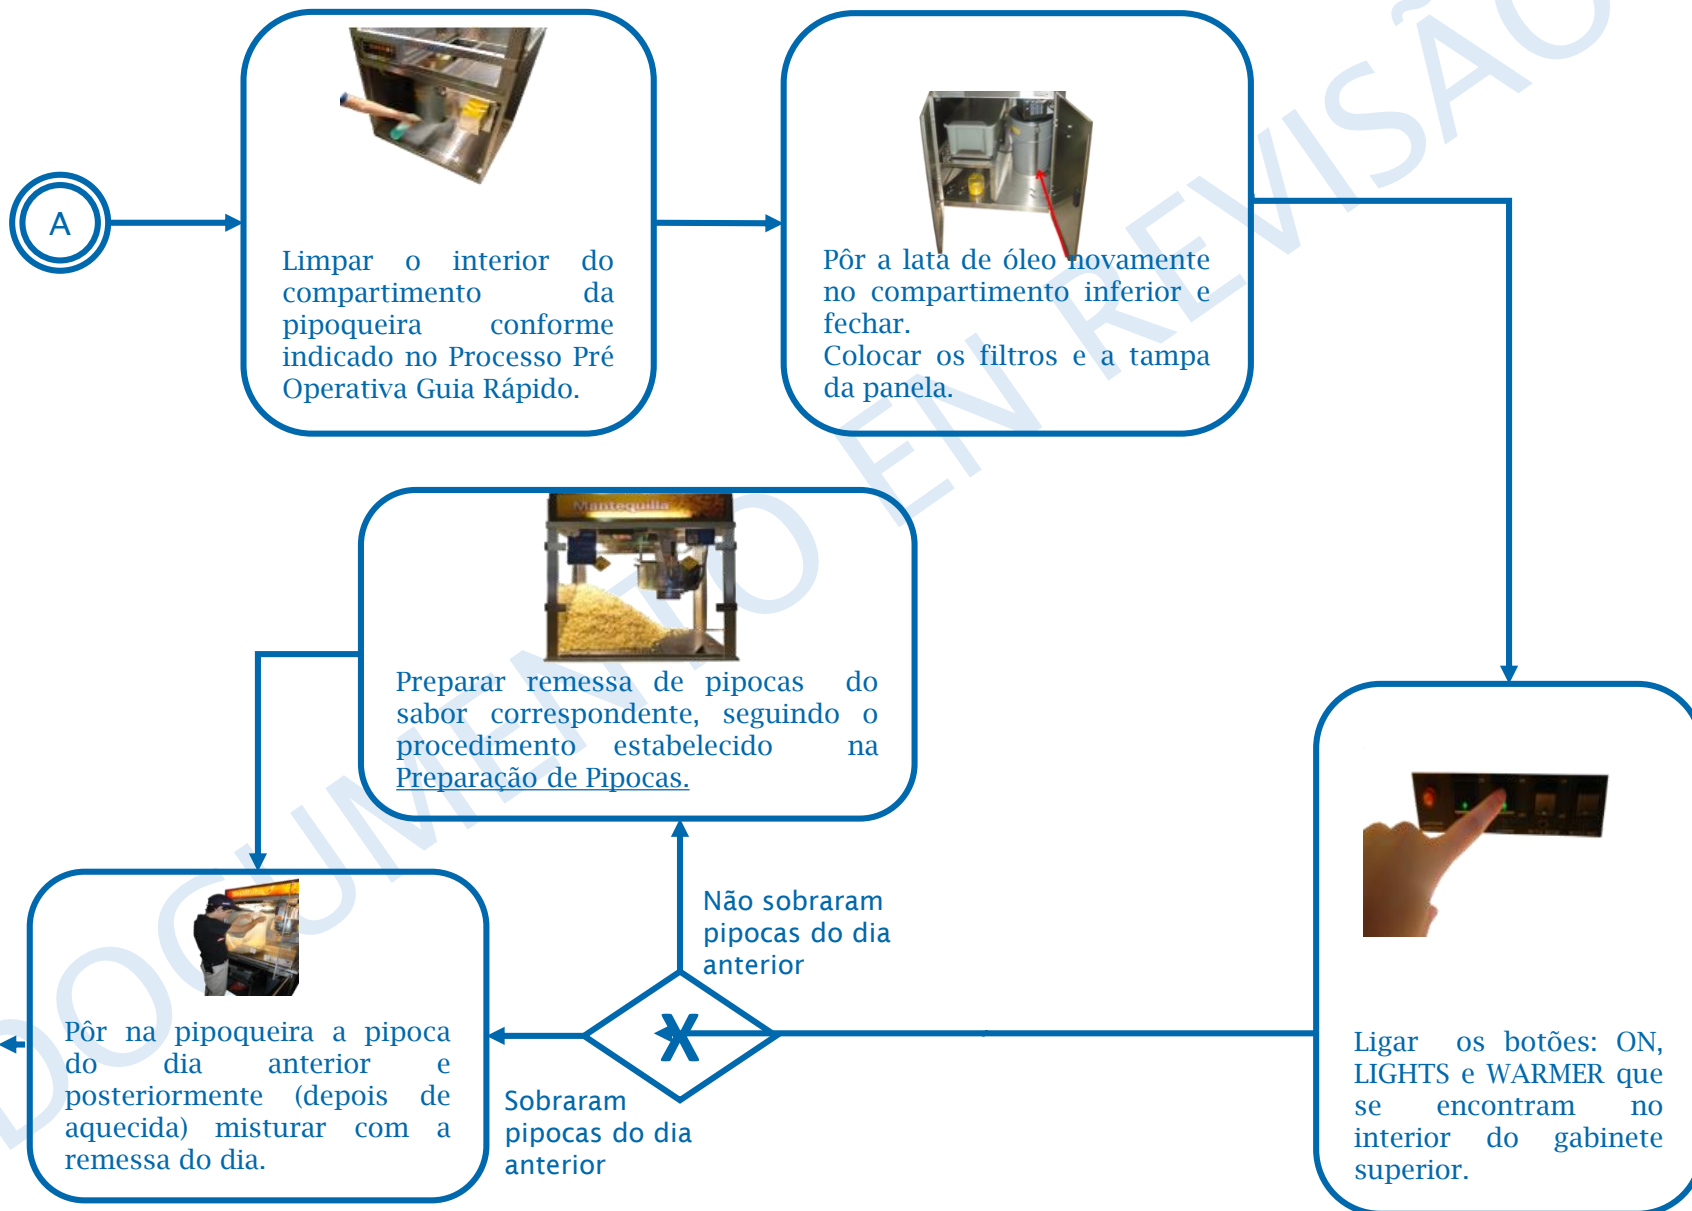 A
Limpar o interior do
compartimento da
pipoqueira conforme
indicado no Processo Pré
Operativa Guia Rápido.
Pôr a lata de óleo novamente
no compartimento inferior e
fechar.
Colocar os filtros e a tampa
da panela.
Mantequilla
Preparar remessa de pipocas do
sabor correspondente, seguindo o
procedimento estabelecido na
Preparação de Pipocas.
Não sobraram
pipocas do dia
anterior
X
Sobraram
pipocas do dia
anterior
Pôr na pipoqueira a pipoca
do dia anterior e
posteriormente (depois de
aquecida) misturar com a
remessa do dia.
Ligar os botões: ON,
LIGHTS e WARMER que
se encontram no
interior do gabinete
superior.
DOCUMENTO EN REVISÃO